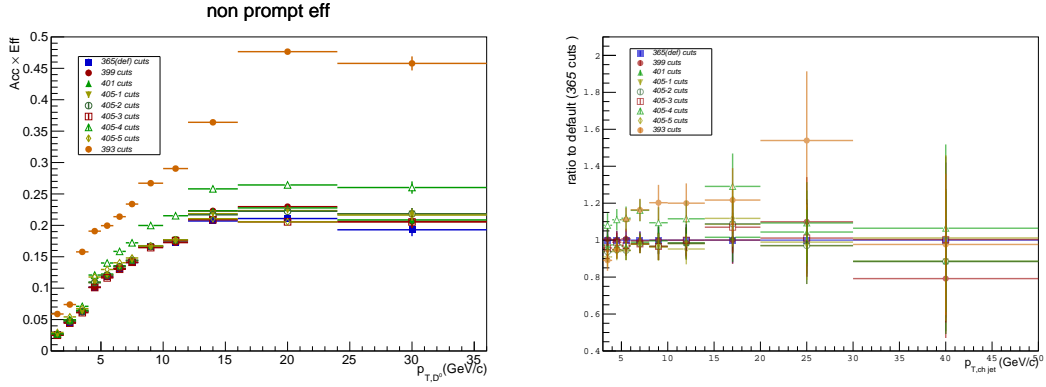 non prompt eff
Acc × Eff
0.5
0.45
0.4
0.35
0.3
0.25
0.2
0.15
0.1
0.05
0
365(def) cuts
399 cuts
401 cuts
405-1 cuts
405-2 cuts
405-3 cuts
405-4 cuts
405-5 cuts
393 cuts
5 10 15 20 25 30 35
p_T,D⁰ (GeV/c)
ratio to default (365 cuts )
2
1.8
1.6
1.4
1.2
1
0.8
0.6
0.4
365(def) cuts
399 cuts
401 cuts
405-1 cuts
405-2 cuts
405-3 cuts
405-4 cuts
405-5 cuts
393 cuts
5 10 15 20 25 30 35 40 45 50
p_T,ch jet (GeV/c)